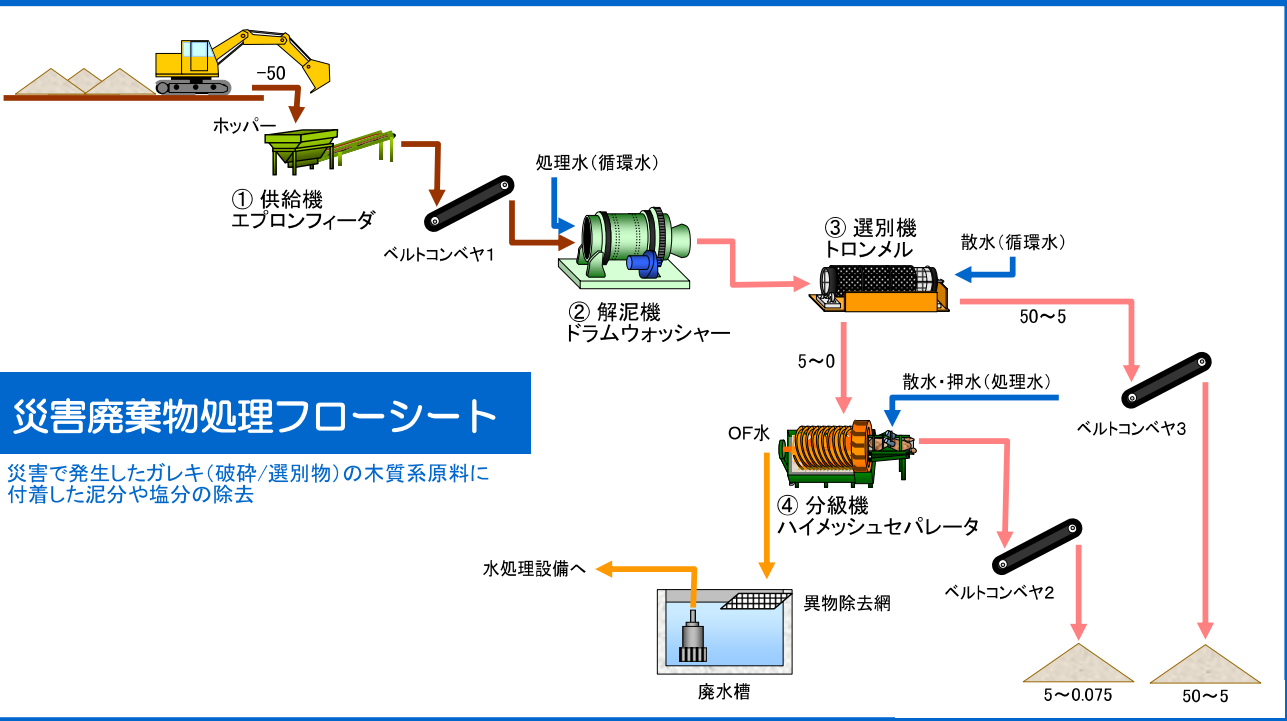 -50
ホッパー
① 供給機
エプロンフィーダ
ベルトコンベヤ1
処理水(循環水)
② 解泥機
ドラムウォッシャー
③ 選別機
トロンメル
散水(循環水)
50～5
5～0
散水・押水(処理水)
ベルトコンベヤ3
災害廃棄物処理フローシート
災害で発生したガレキ(破砕/選別物)の木質系原料に
付着した泥分や塩分の除去
OF水
④ 分級機
ハイメッシュセパレータ
水処理設備へ
異物除去網
ベルトコンベヤ2
廃水槽
5～0.075
50～5